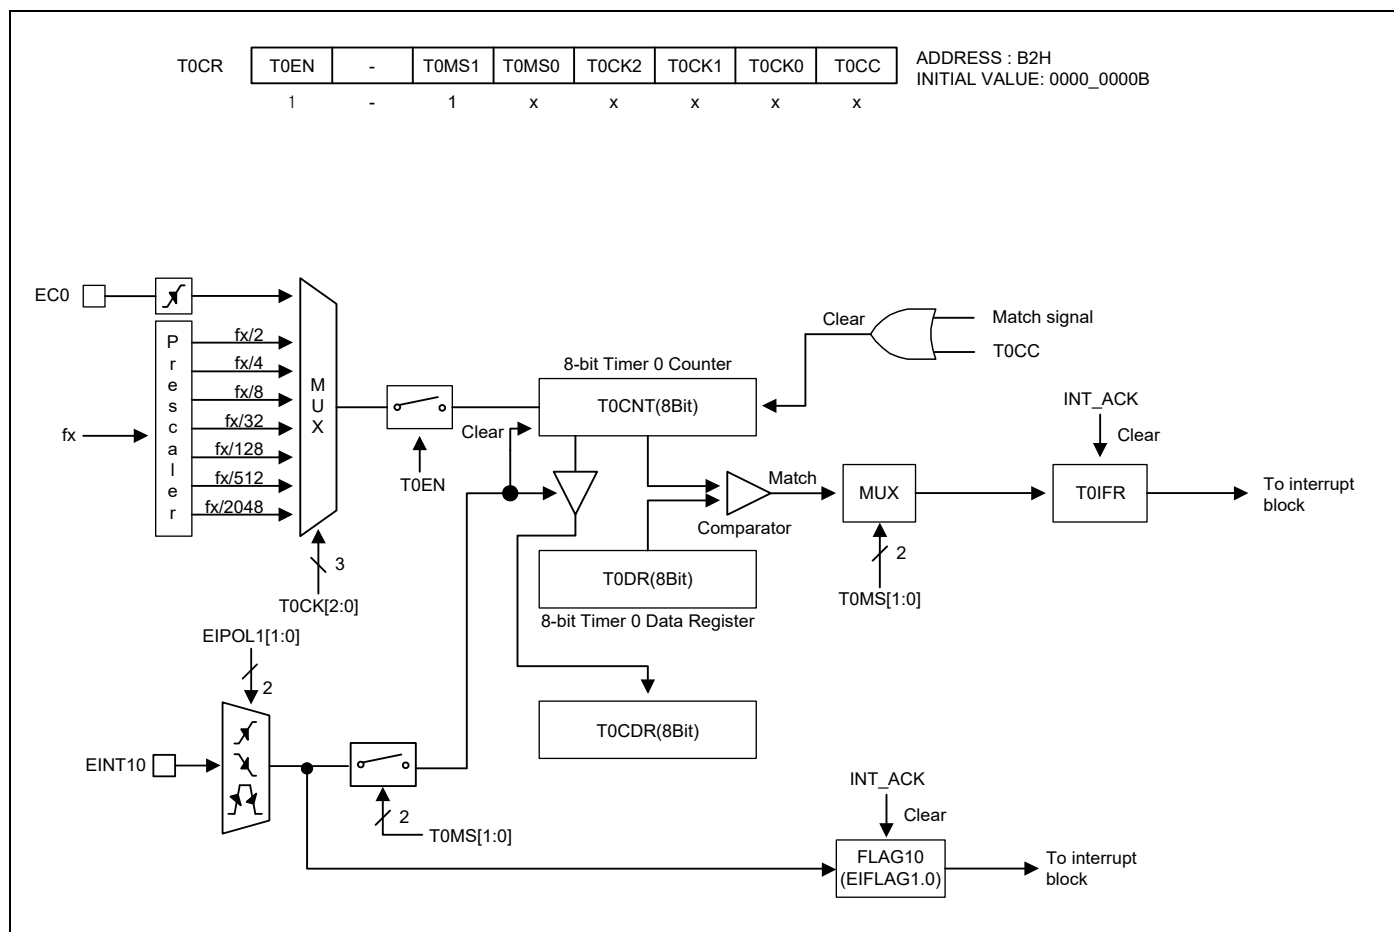 T0CR T0EN - T0MS1 T0MS0 T0CK2 T0CK1 T0CK0 T0CC
ADDRESS : B2H
INITIAL VALUE: 0000_0000B
1 - 1 x x x x x
EC0
fx
Prescaler
fx/2
fx/4
fx/8
fx/32
fx/128
fx/512
fx/2048
MUX
3
T0CK[2:0]
T0EN
Clear
8-bit Timer 0 Counter
T0CNT(8Bit)
Clear
Match signal
T0CC
Comparator
Match
MUX
2
T0MS[1:0]
INT_ACK
Clear
T0IFR
To interrupt
block
T0DR(8Bit)
8-bit Timer 0 Data Register
T0CDR(8Bit)
EIPOL1[1:0]
2
EINT10
2
T0MS[1:0]
INT_ACK
Clear
FLAG10
(EIFLAG1.0)
To interrupt
block